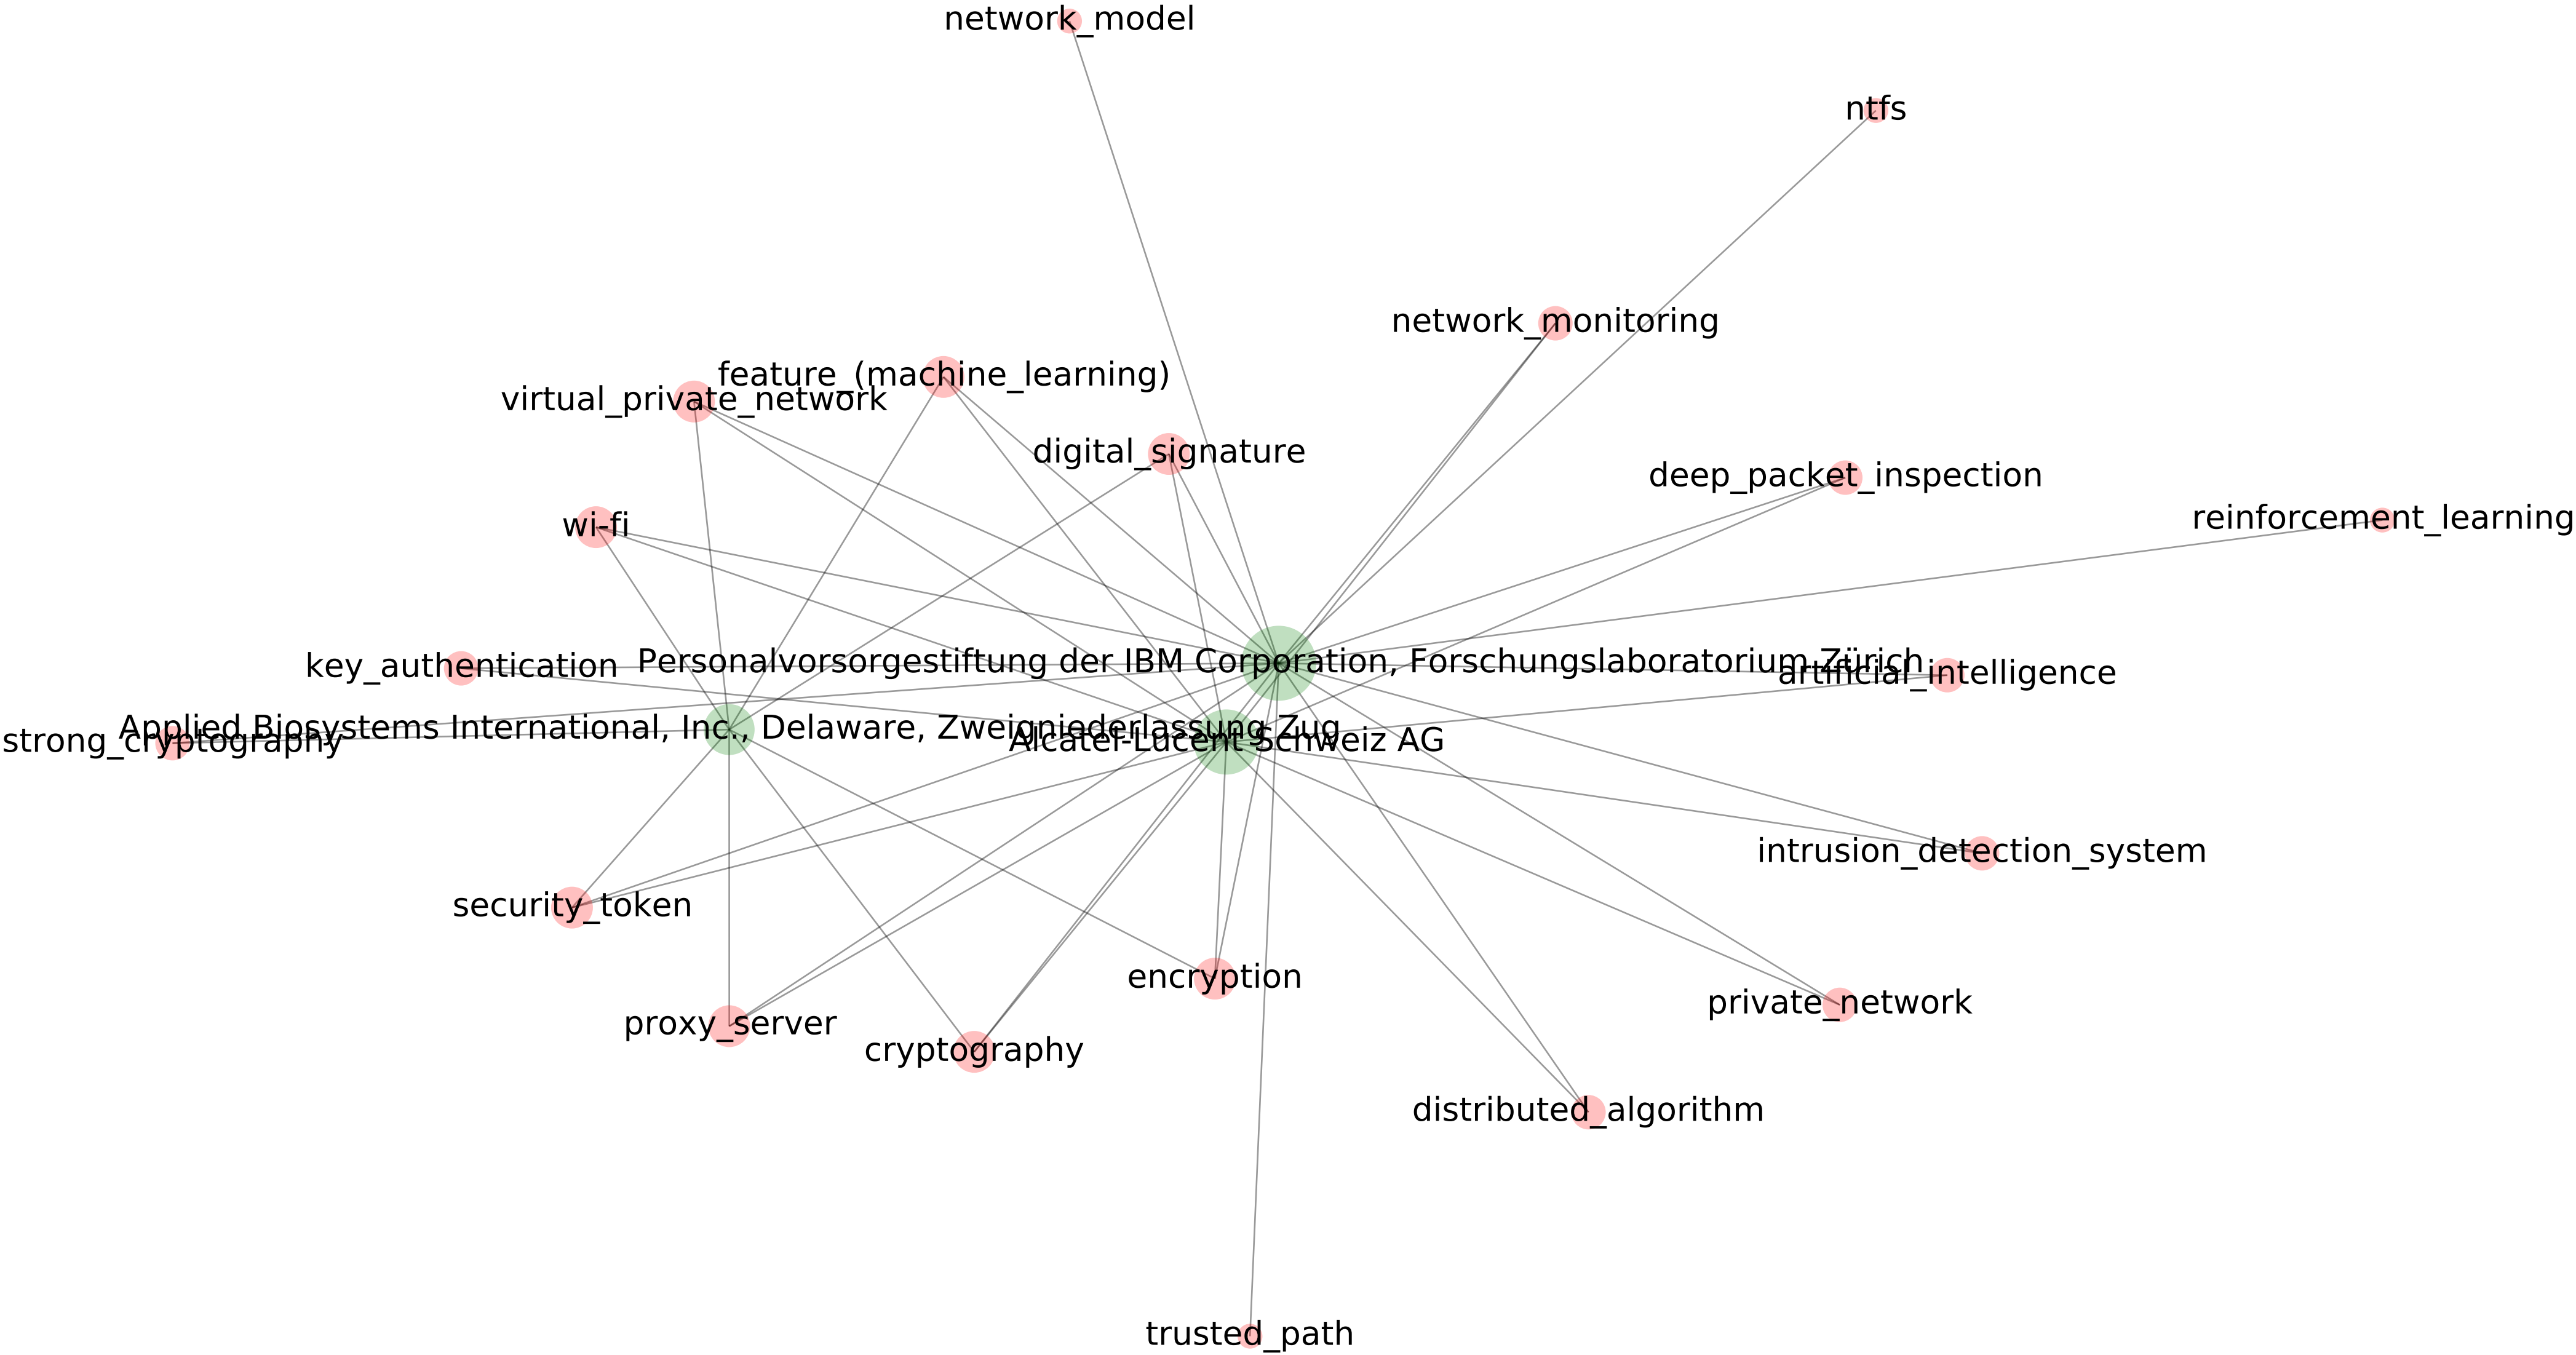 network_model
ntfs
network_monitoring
feature_(machine_learning)
virtual_private_network
digital_signature
deep_packet_inspection
reinforcement_learning
wi-fi
key_authentication
Personalvorsorgestiftung der IBM Corporation, Forschungslaboratorium Zürich
artificial_intelligence
Applied Biosystems International, Inc., Delaware, Zweigniederlassung Zug
strong_cryptography
Alcatel-Lucent Schweiz AG
intrusion_detection_system
security_token
encryption
private_network
proxy_server
cryptography
distributed_algorithm
trusted_path